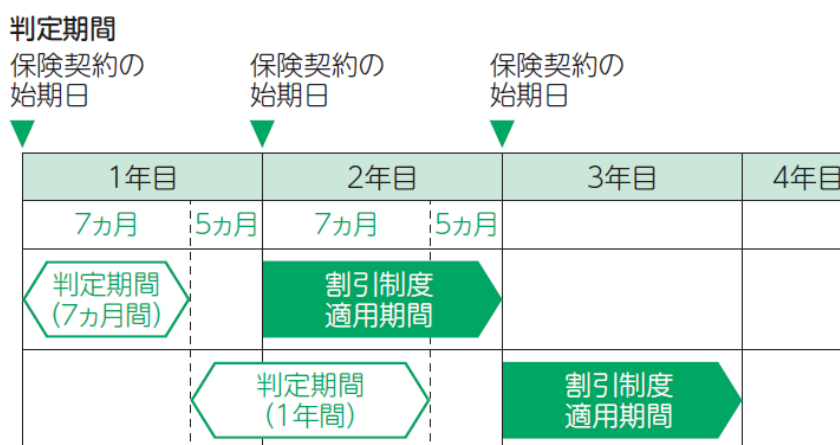 判定期間
保険契約の 保険契約の 保険契約の
始期日 始期日 始期日
1年目 2年目 3年目 4年目
7ヵ月 5ヵ月 7ヵ月 5ヵ月
判定期間 割引制度
(7ヵ月間) 適用期間
判定期間 割引制度
(1年間) 適用期間